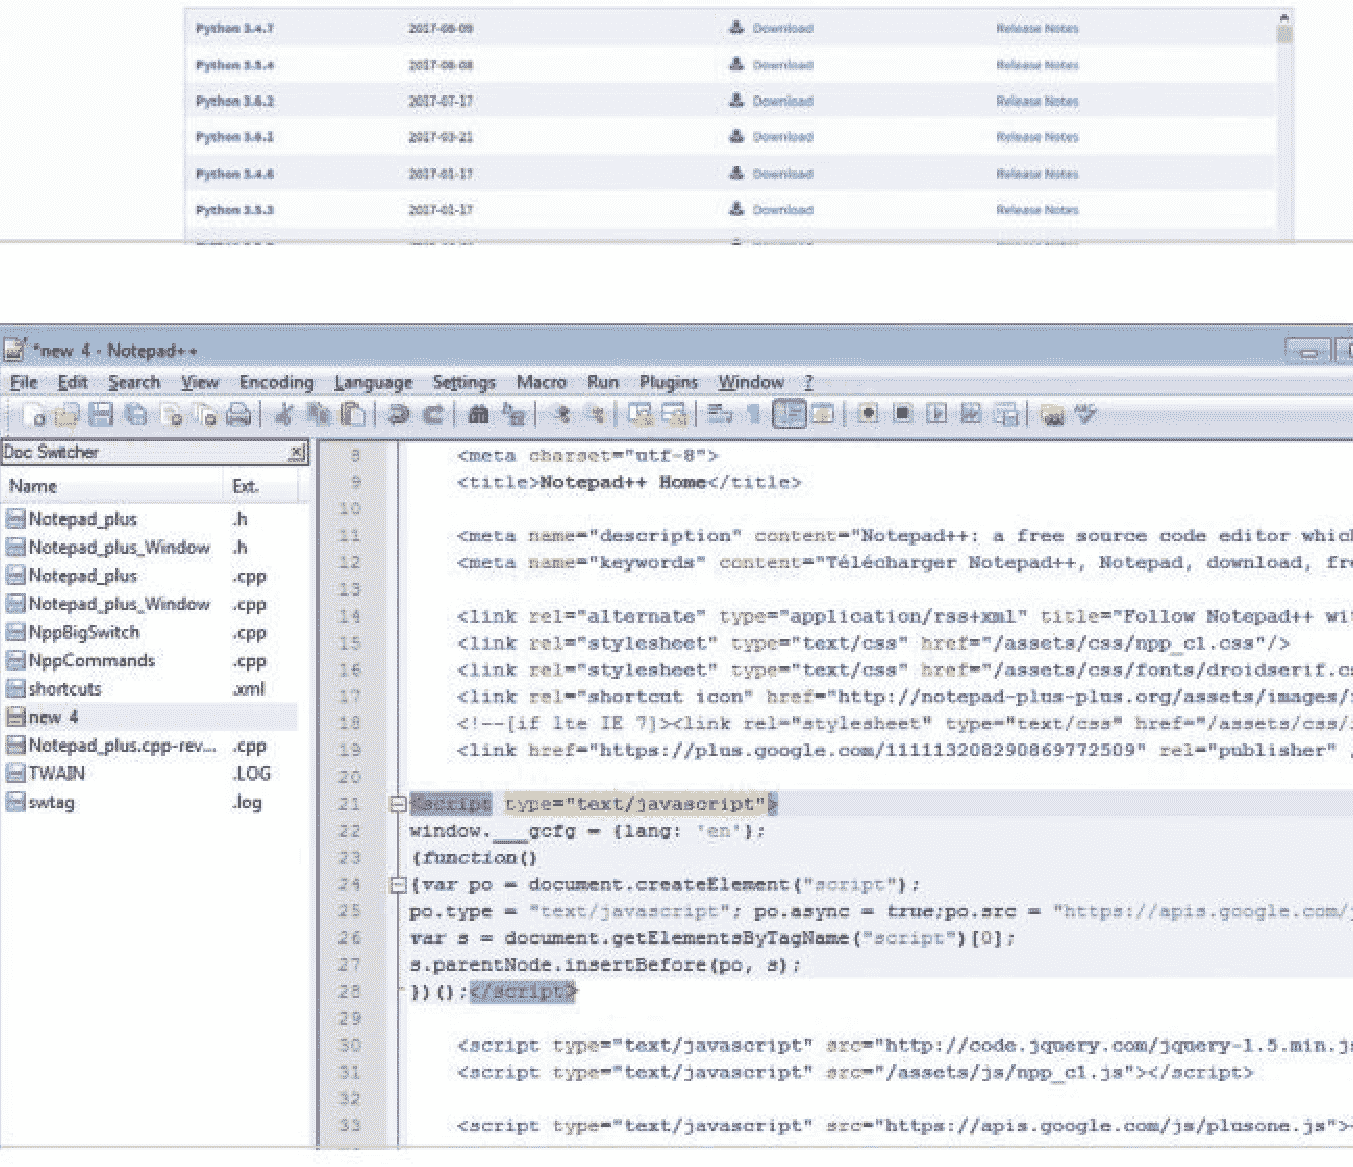 Python 3.4.7 2017-08-09 Download Release Notes
Python 3.5.4 2017-08-08 Download Release Notes
Python 3.6.2 2017-07-17 Download Release Notes
Python 3.6.1 2017-03-21 Download Release Notes
Python 3.4.6 2017-01-17 Download Release Notes
Python 3.5.3 2017-01-17 Download Release Notes
*new 4 - Notepad++
File Edit Search View Encoding Language Settings Macro Run Plugins Window ?
Doc Switcher
Name Ext.
Notepad_plus .h
Notepad_plus_Window .h
Notepad_plus .cpp
Notepad_plus_Window .cpp
NppBigSwitch .cpp
NppCommands .cpp
shortcuts .xml
new 4
Notepad_plus.cpp-rev... .cpp
TWAIN .LOG
swtag .log
8 <meta charset="utf-8">
9 <title>Notepad++ Home</title>
10
11 <meta name="description" content="Notepad++: a free source code editor which
12 <meta name="keywords" content="Télécharger Notepad++, Notepad, download, fre
13
14 <link rel="alternate" type="application/rss+xml" title="Follow Notepad++ wit
15 <link rel="stylesheet" type="text/css" href="/assets/css/npp_c1.css"/>
16 <link rel="stylesheet" type="text/css" href="/assets/css/fonts/droidserif.cs
17 <link rel="shortcut icon" href="http://notepad-plus-plus.org/assets/images/
18 <!--[if lte IE 7]><link rel="stylesheet" type="text/css" href="/assets/css/
19 <link href="https://plus.google.com/111113208290869772509" rel="publisher" /
20
21 <script type="text/javascript">
22 window.___gcfg = {lang: 'en'};
23 (function()
24 {var po = document.createElement("script");
25 po.type = "text/javascript"; po.async = true;po.src = "https://apis.google.com/
26 var s = document.getElementsByTagName("script")[0];
27 s.parentNode.insertBefore(po, s);
28 })();</script>
29
30 <script type="text/javascript" src="http://code.jquery.com/jquery-1.5.min.js
31 <script type="text/javascript" src="/assets/js/npp_c1.js"></script>
32
33 <script type="text/javascript" src="https://apis.google.com/js/plusone.js">